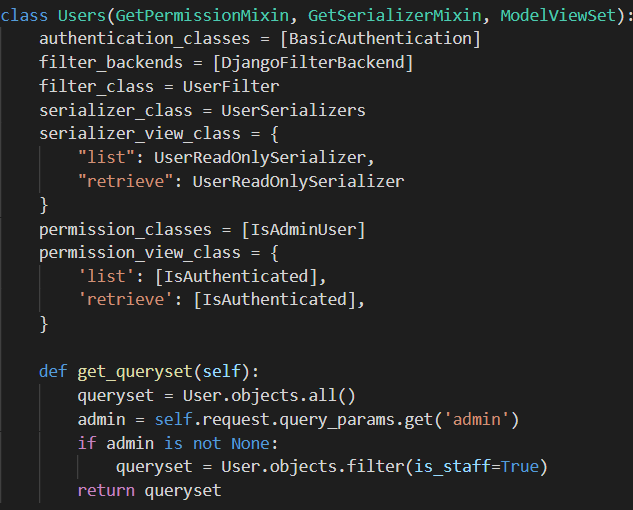 class Users(GetPermissionMixin, GetSerializerMixin, ModelViewSet):
    authentication_classes = [BasicAuthentication]
    filter_backends = [DjangoFilterBackend]
    filter_class = UserFilter
    serializer_class = UserSerializers
    serializer_view_class = {
        "list": UserReadOnlySerializer,
        "retrieve": UserReadOnlySerializer
    }
    permission_classes = [IsAdminUser]
    permission_view_class = {
        'list': [IsAuthenticated],
        'retrieve': [IsAuthenticated],
    }

    def get_queryset(self):
        queryset = User.objects.all()
        admin = self.request.query_params.get('admin')
        if admin is not None:
            queryset = User.objects.filter(is_staff=True)
        return queryset